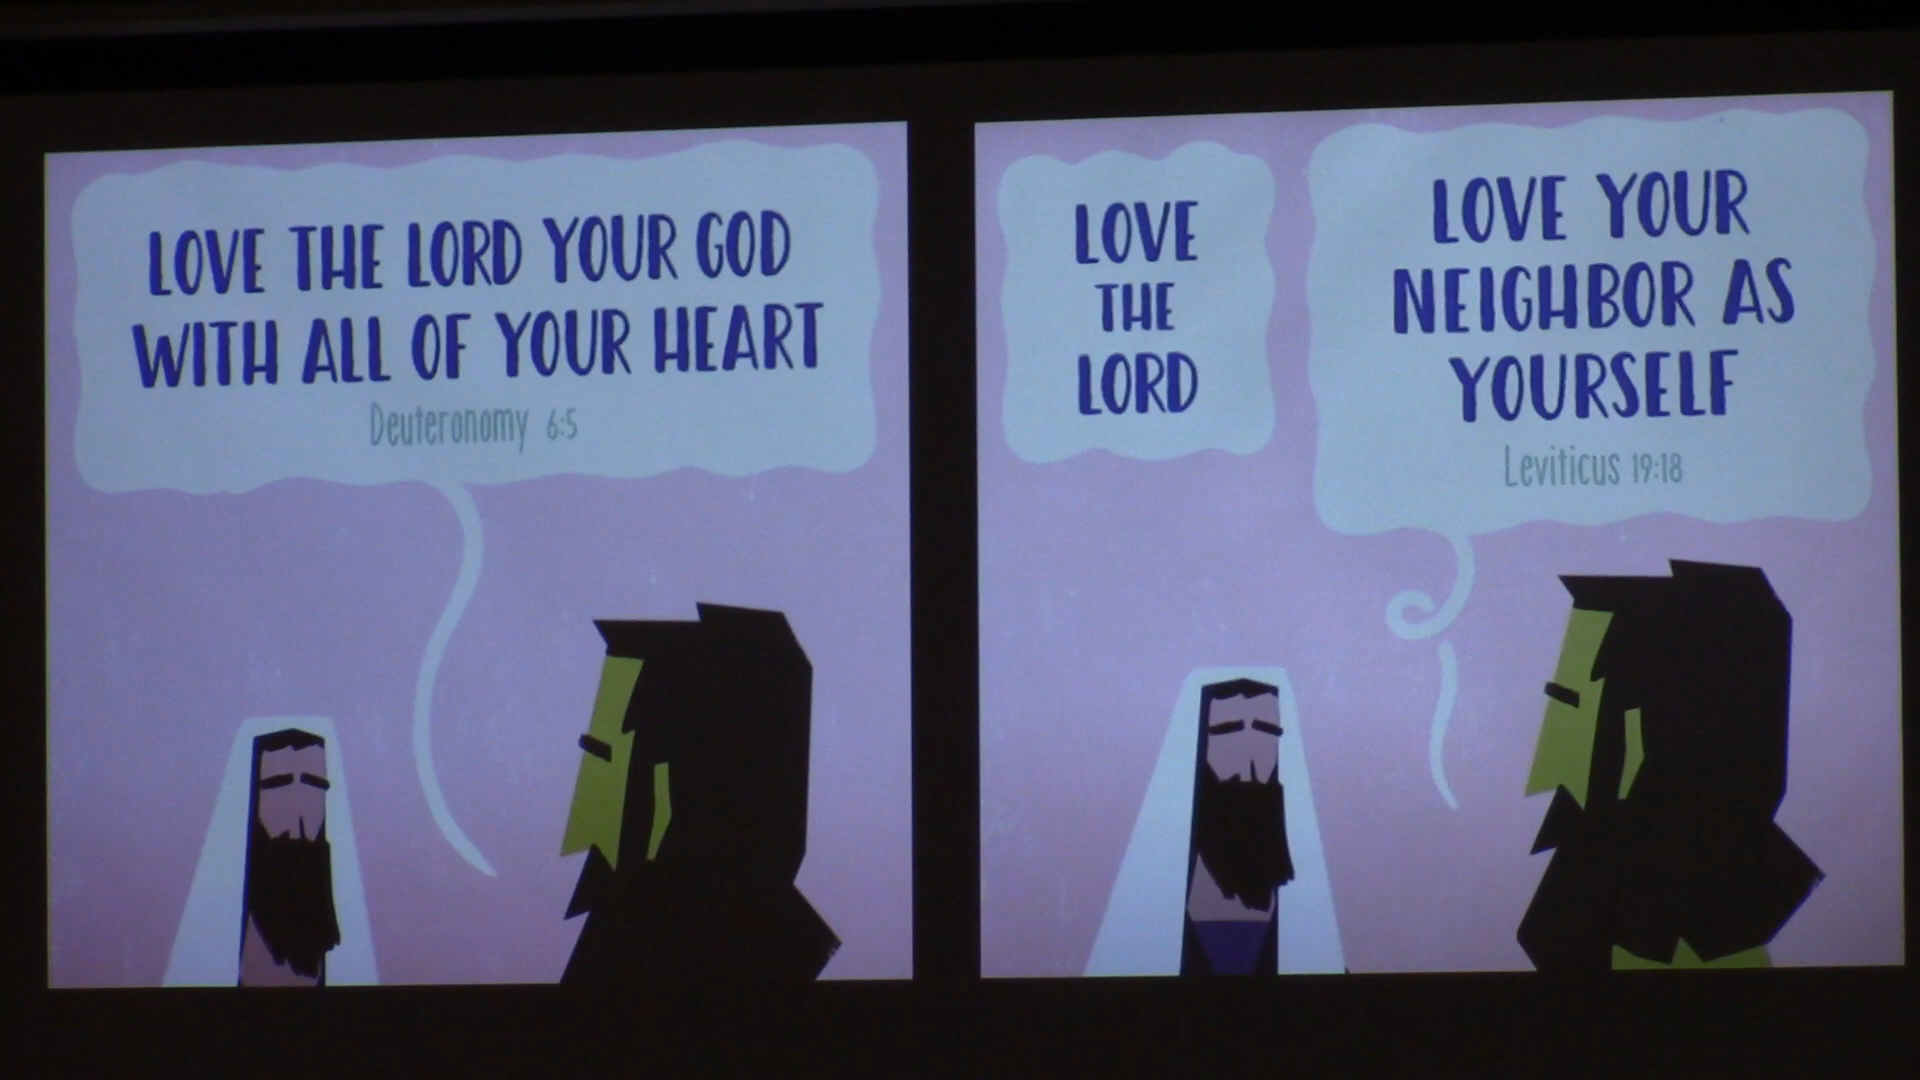 LOVE THE LORD YOUR GOD
WITH ALL OF YOUR HEART
Deuteronomy 6:5
LOVE
THE
LORD
LOVE YOUR
NEIGHBOR AS
YOURSELF
Leviticus 19:18